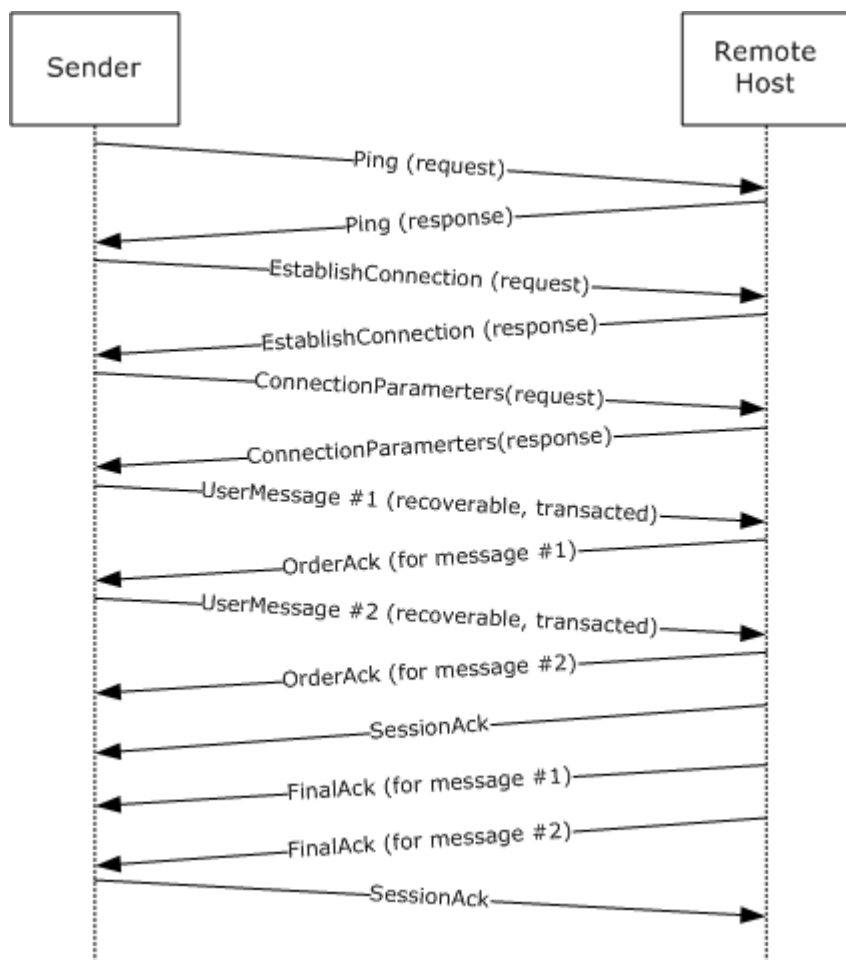 Sender
Remote
Host
Ping (request)
Ping (response)
EstablishConnection (request)
EstablishConnection (response)
ConnectionParamerters(request)
ConnectionParamerters(response)
UserMessage #1 (recoverable, transacted)
OrderAck (for message #1)
UserMessage #2 (recoverable, transacted)
OrderAck (for message #2)
SessionAck
FinalAck (for message #1)
FinalAck (for message #2)
SessionAck